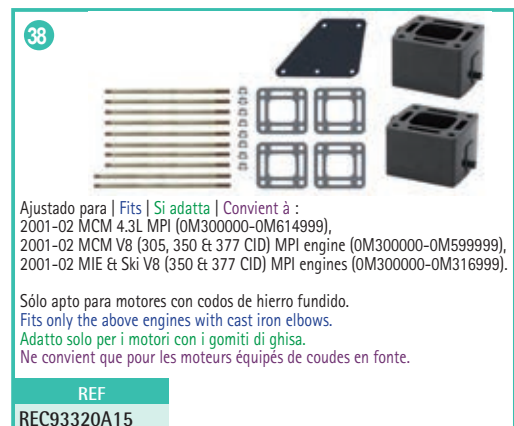 38
Ajustado para | Fits | Si adatta | Convient à :
2001-02 MCM 4.3L MPI (0M300000-0M614999),
2001-02 MCM V8 (305, 350 & 377 CID) MPI engine (0M300000-0M599999),
2001-02 MIE & Ski V8 (350 & 377 CID) MPI engines (0M300000-0M316999).
Sólo apto para motores con codos de hierro fundido.
Fits only the above engines with cast iron elbows.
Adatto solo per i motori con i gomiti di ghisa.
Ne convient que pour les moteurs équipés de coudes en fonte.
REF
REC93320A15